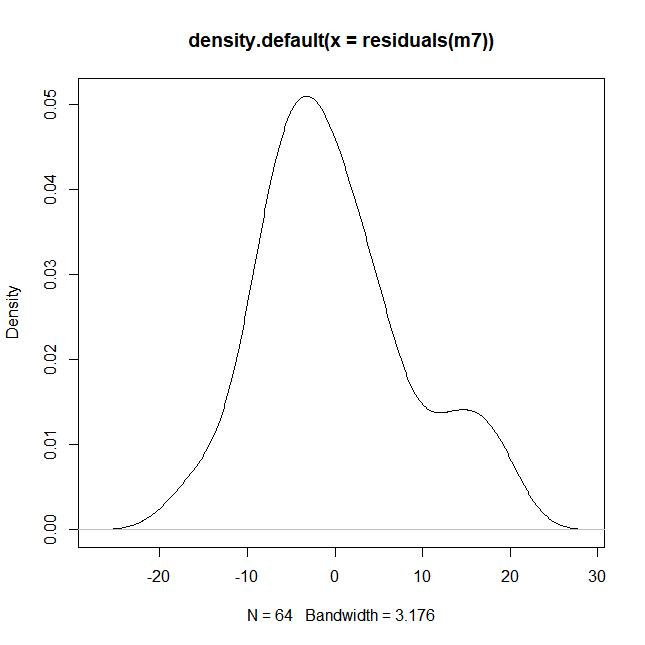 density.default(x = residuals(m7))
Density
0.05
0.04
0.03
0.02
0.01
0.00
-20 -10 0 10 20 30
N = 64 Bandwidth = 3.176